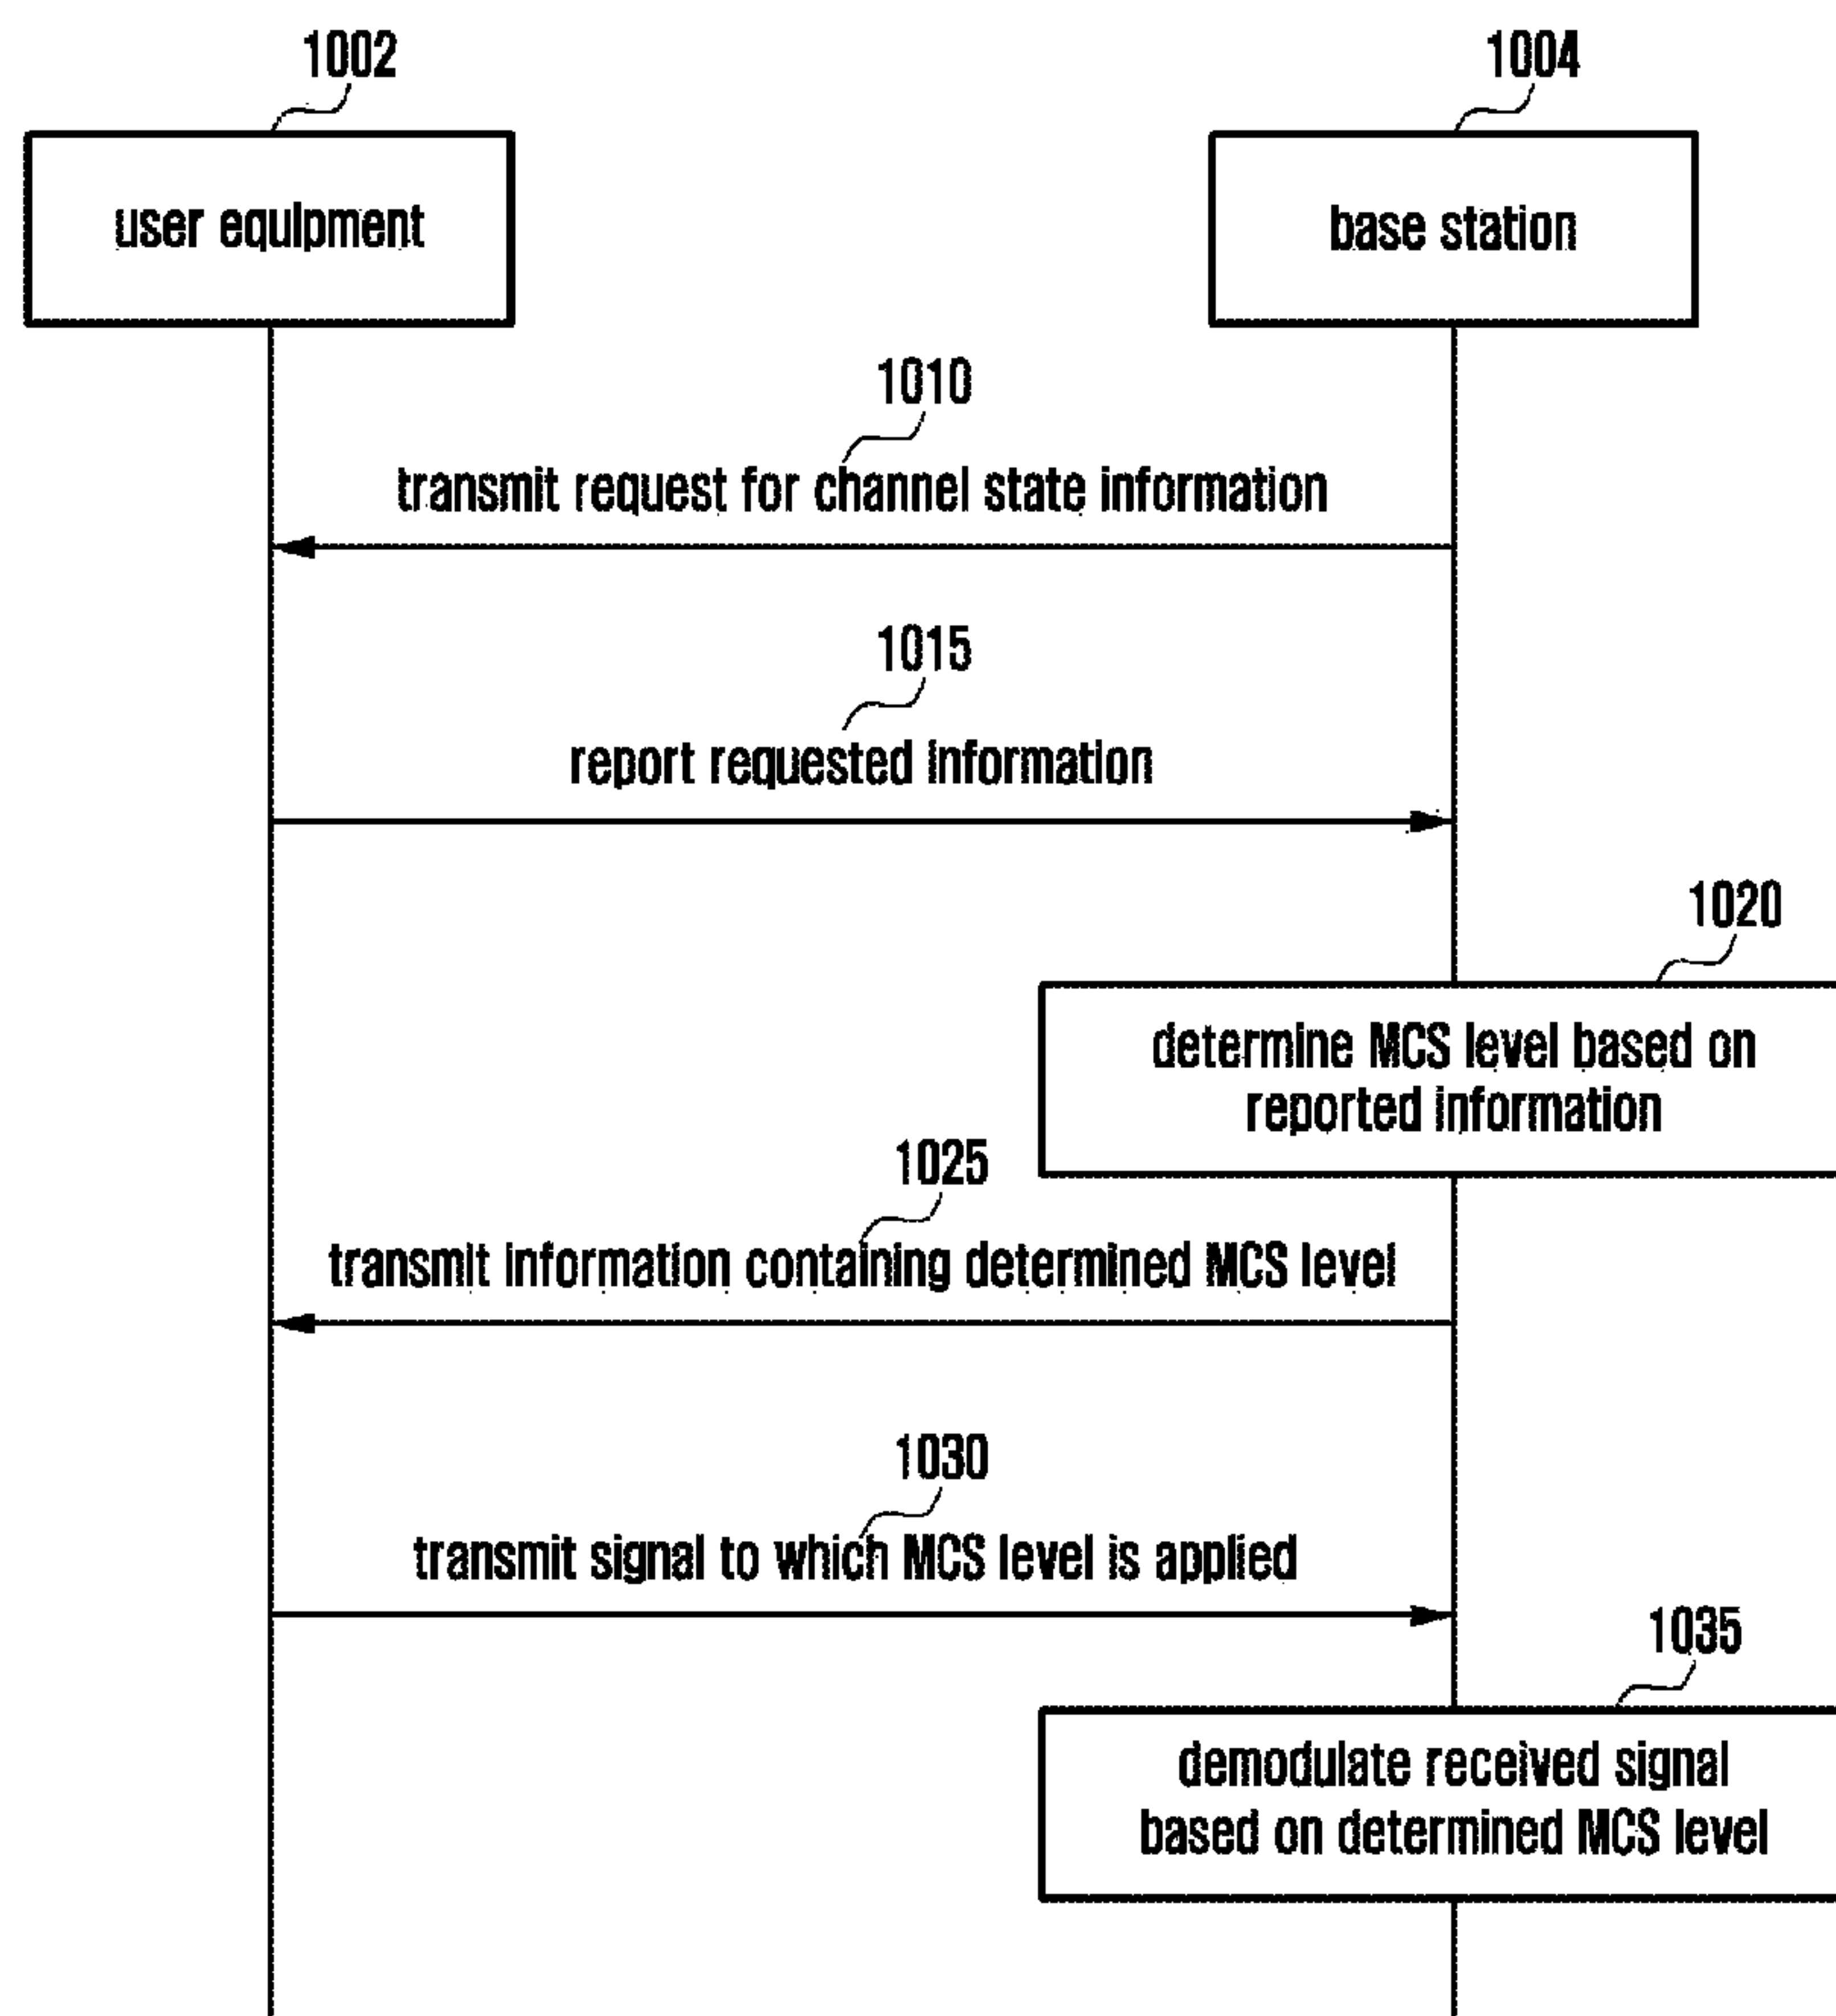 1002
1004
user equipment
base station
1010
transmit request for channel state information
1015
report requested information
1020
determine MCS level based on
reported information
1025
transmit information containing determined MCS level
1030
transmit signal to which MCS level is applied
1035
demodulate received signal
based on determined MCS level